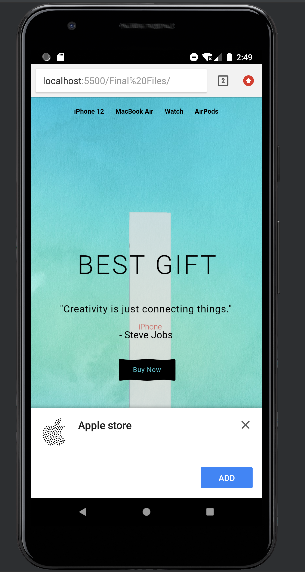 2:49
localhost:5500/Final%20Files/
2
iPhone 12 MacBook Air Watch AirPods
BEST GIFT
"Creativity is just connecting things."
iPhone
- Steve Jobs
Buy Now
Apple store
ADD